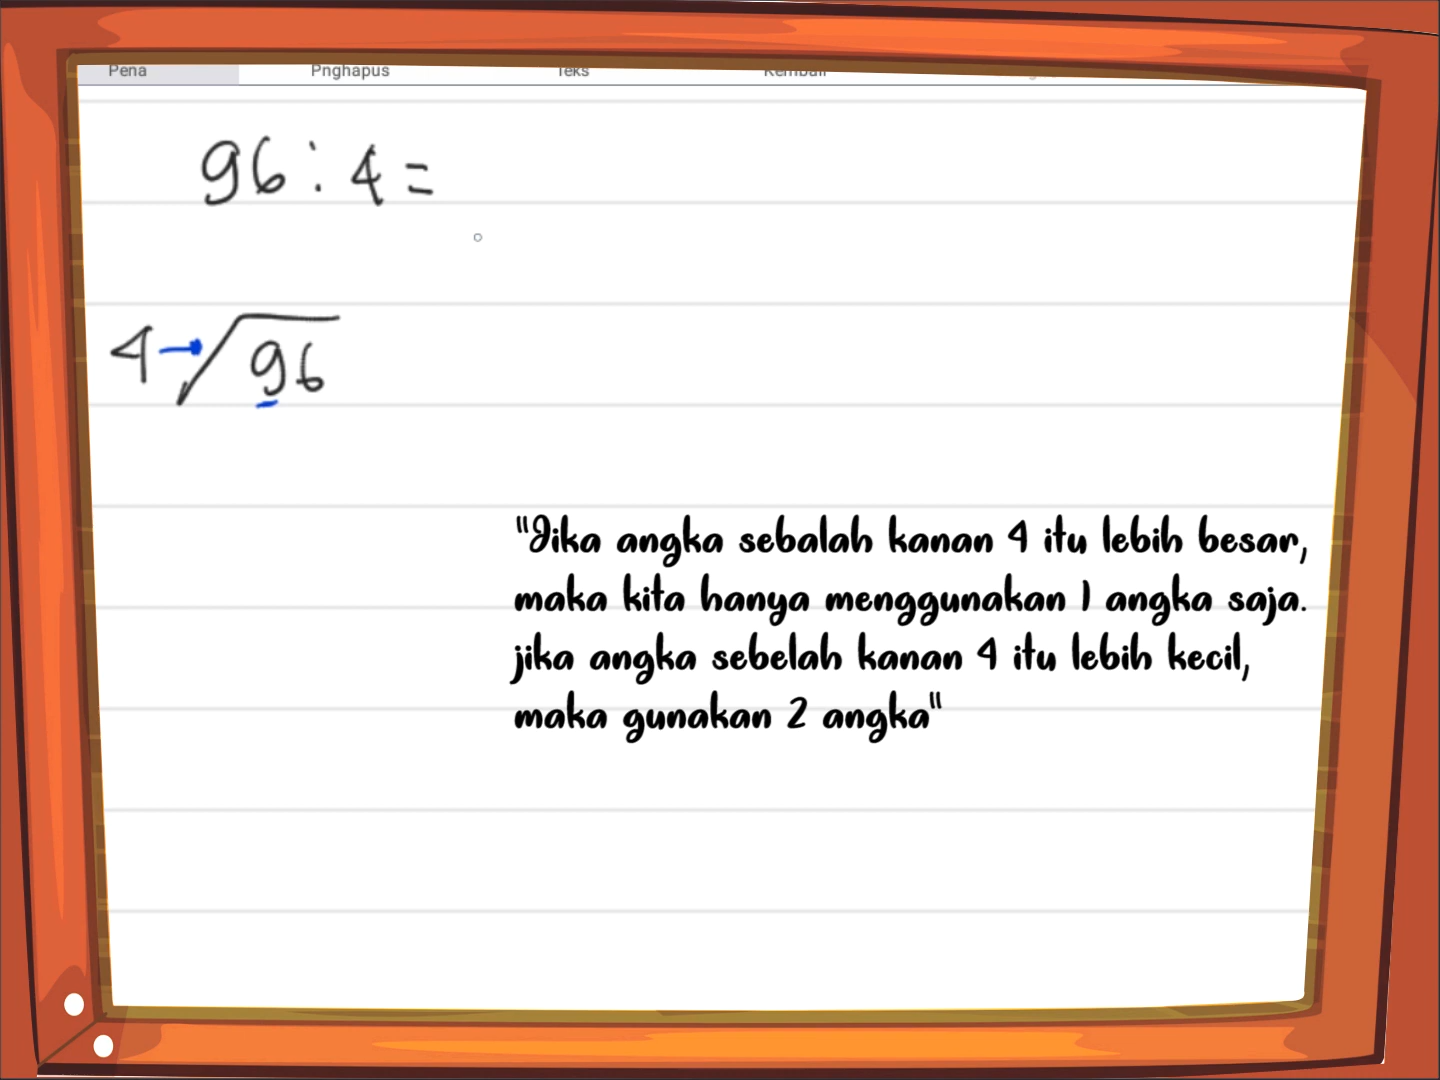 Pena Pnghapus Teks Kembali
96 : 4 =
4 96
"Jika angka sebalah kanan 4 itu lebih besar,
maka kita hanya menggunakan 1 angka saja.
jika angka sebelah kanan 4 itu lebih kecil,
maka gunakan 2 angka"